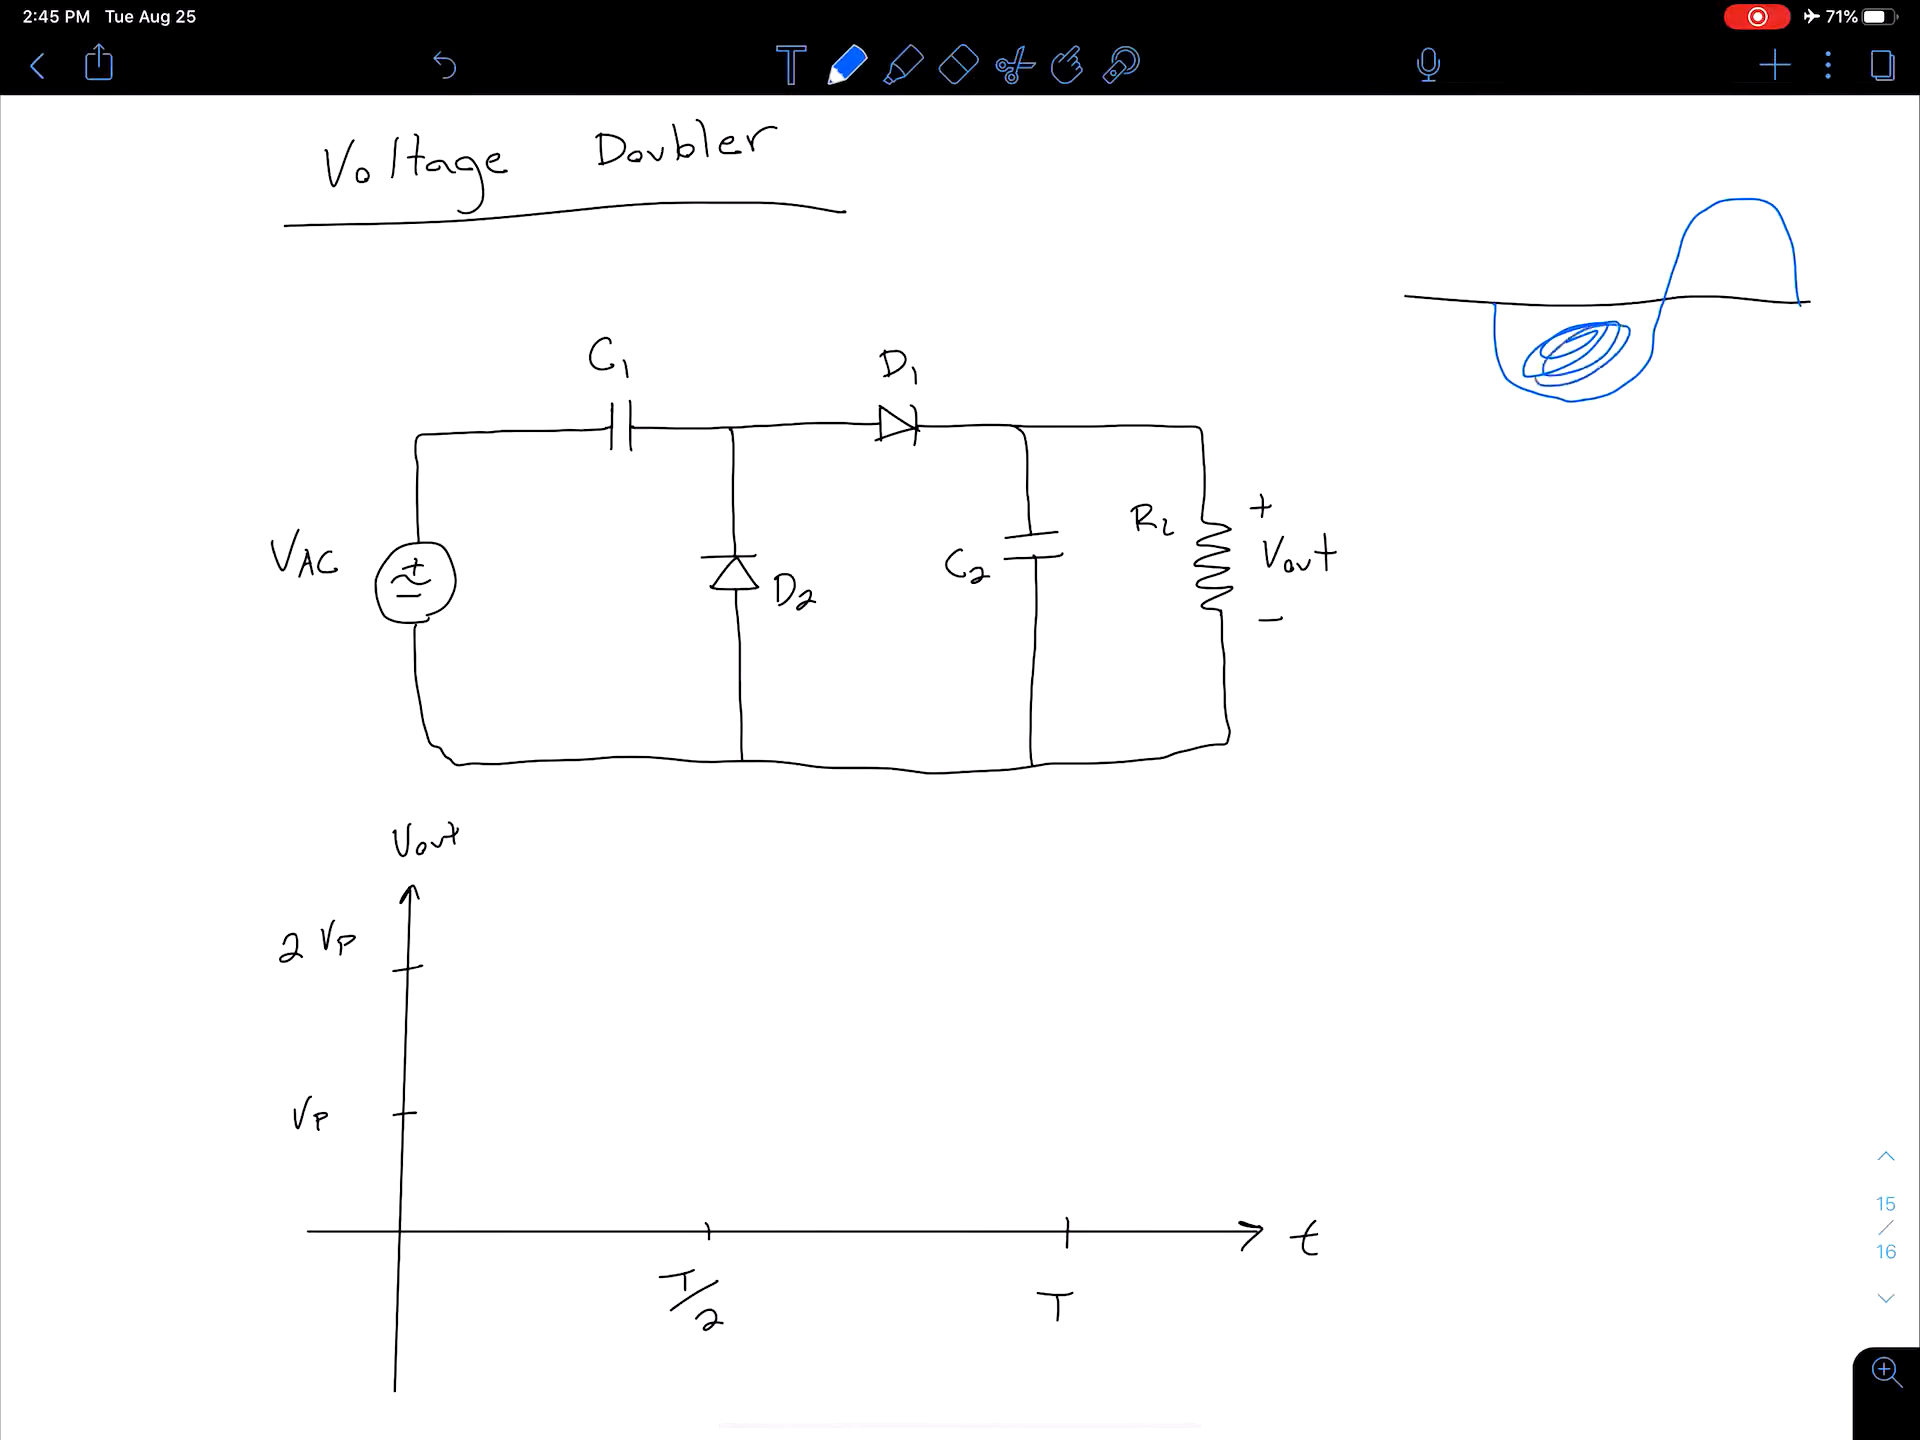 2:45 PM Tue Aug 25
71%
Voltage Doubler
C1
D1
VAC
+
-
D2
C2
RL
+
Vout
-
Vout
2 VP
VP
t
T/2
T
15
/
16